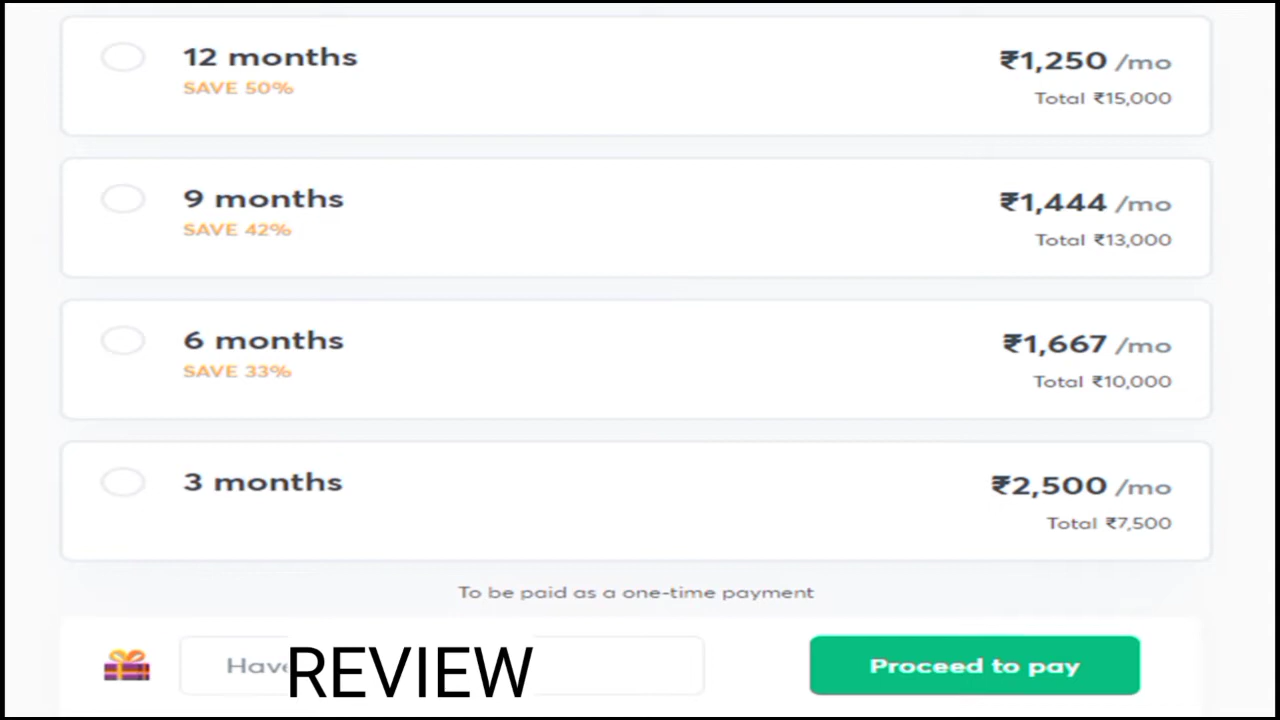 12 months
₹1,250 /mo
SAVE 50%
Total ₹15,000
9 months
₹1,444 /mo
SAVE 42%
Total ₹13,000
6 months
₹1,667 /mo
SAVE 33%
Total ₹10,000
3 months
₹2,500 /mo
Total ₹7,500
To be paid as a one-time payment
REVIEW
Proceed to pay